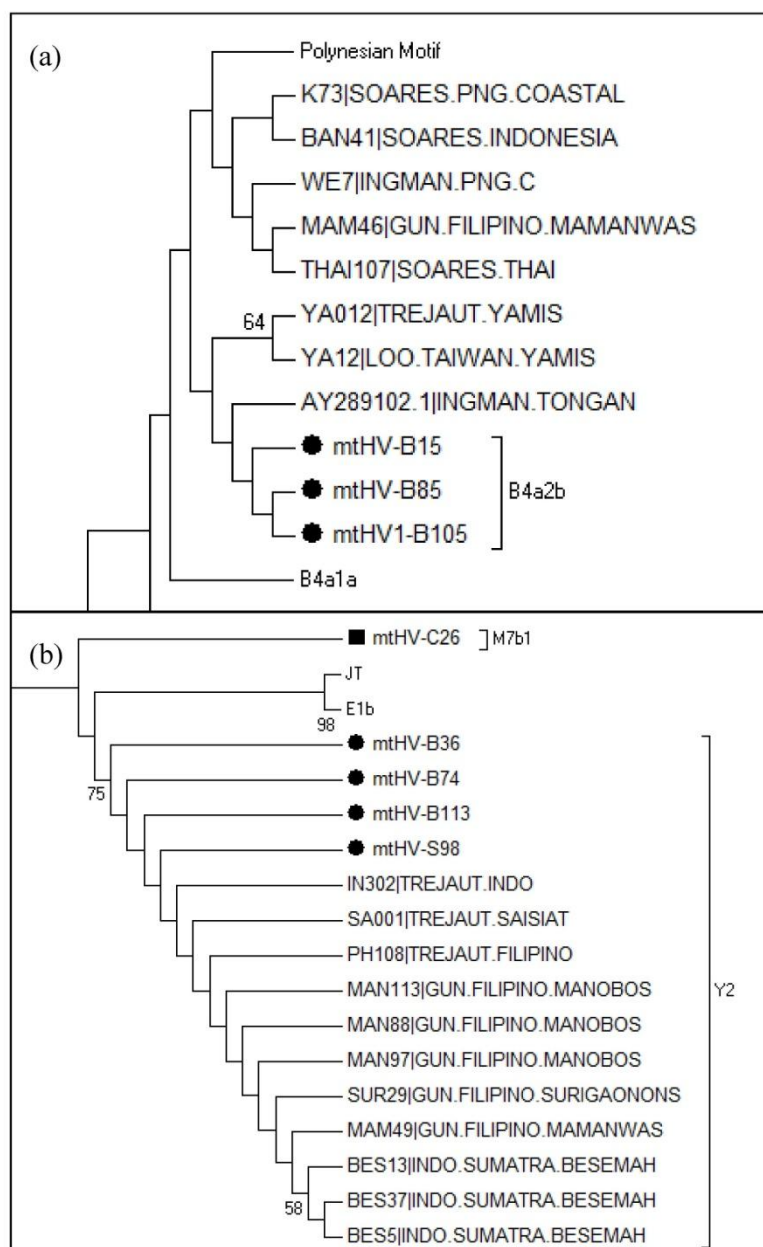 (a)
Polynesian Motif
K73|SOARES.PNG.COASTAL
BAN41|SOARES.INDONESIA
WE7|INGMAN.PNG.C
MAM46|GUN.FILIPINO.MAMANWAS
THAI107|SOARES.THAI
64
YA012|TREJAUT.YAMIS
YA12|LOO.TAIWAN.YAMIS
AY289102.1|INGMAN.TONGAN
mtHV-B15
mtHV-B85
B4a2b
mtHV1-B105
B4a1a
(b)
mtHV-C26 M7b1
JT
E1b
98
mtHV-B36
75
mtHV-B74
mtHV-B113
mtHV-S98
IN302|TREJAUT.INDO
SA001|TREJAUT.SAISIAT
PH108|TREJAUT.FILIPINO
MAN113|GUN.FILIPINO.MANOBOS
Y2
MAN88|GUN.FILIPINO.MANOBOS
MAN97|GUN.FILIPINO.MANOBOS
SUR29|GUN.FILIPINO.SURIGAONONS
MAM49|GUN.FILIPINO.MAMANWAS
BES13|INDO.SUMATRA.BESEMAH
58
BES37|INDO.SUMATRA.BESEMAH
BES5|INDO.SUMATRA.BESEMAH